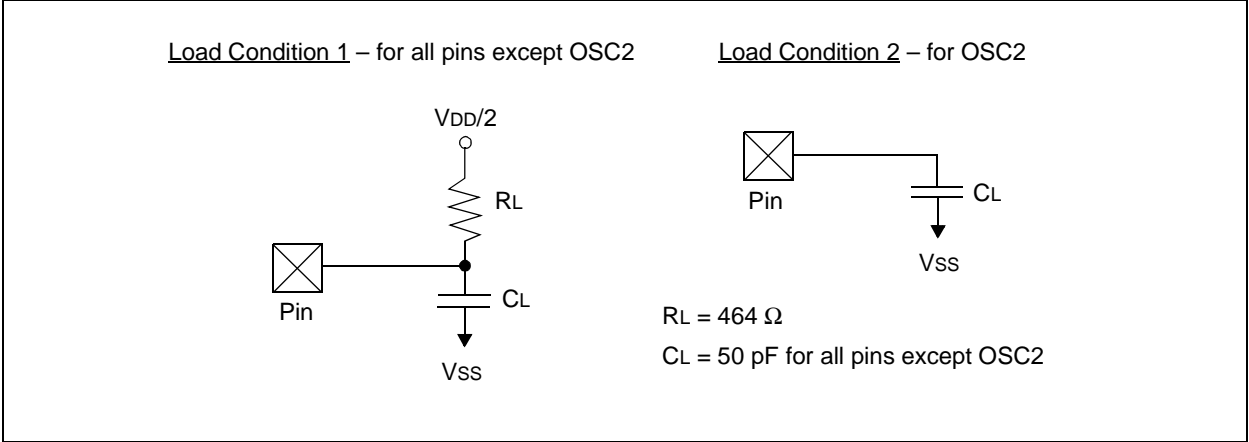 Load Condition 1 – for all pins except OSC2
VDD/2
RL
Pin
CL
VSS
Load Condition 2 – for OSC2
Pin
CL
VSS
RL = 464 Ω
CL = 50 pF for all pins except OSC2